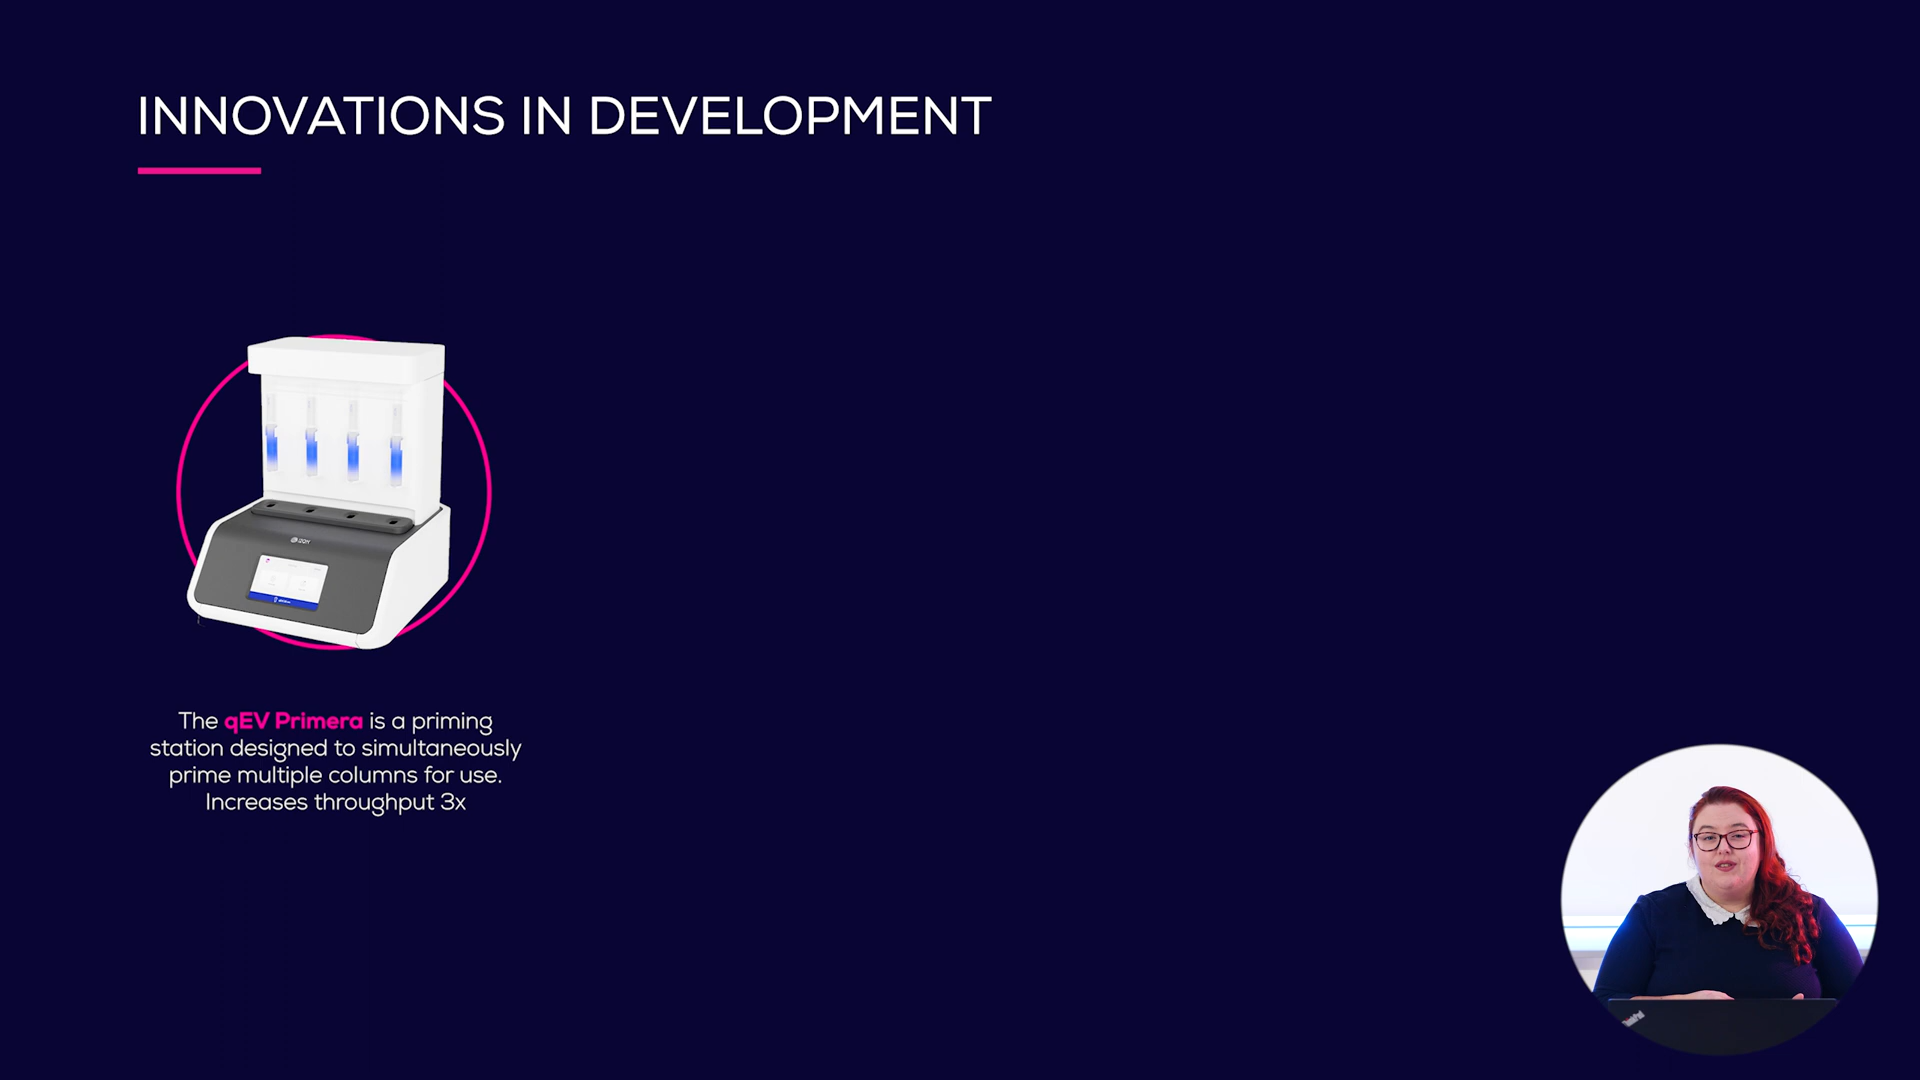 INNOVATIONS IN DEVELOPMENT
iZON
The qEV Primera is a priming
station designed to simultaneously
prime multiple columns for use.
Increases throughput 3x